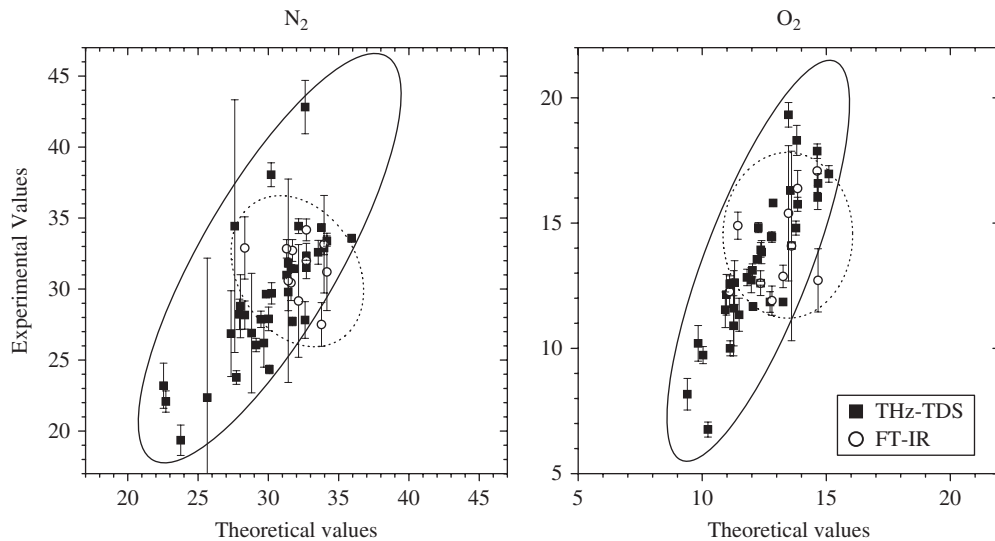 N₂
O₂
Experimental Values
45
40
35
30
25
20
20
25
30
35
40
45
Theoretical values
20
15
10
5
5
10
15
20
Theoretical values
THz-TDS
FT-IR